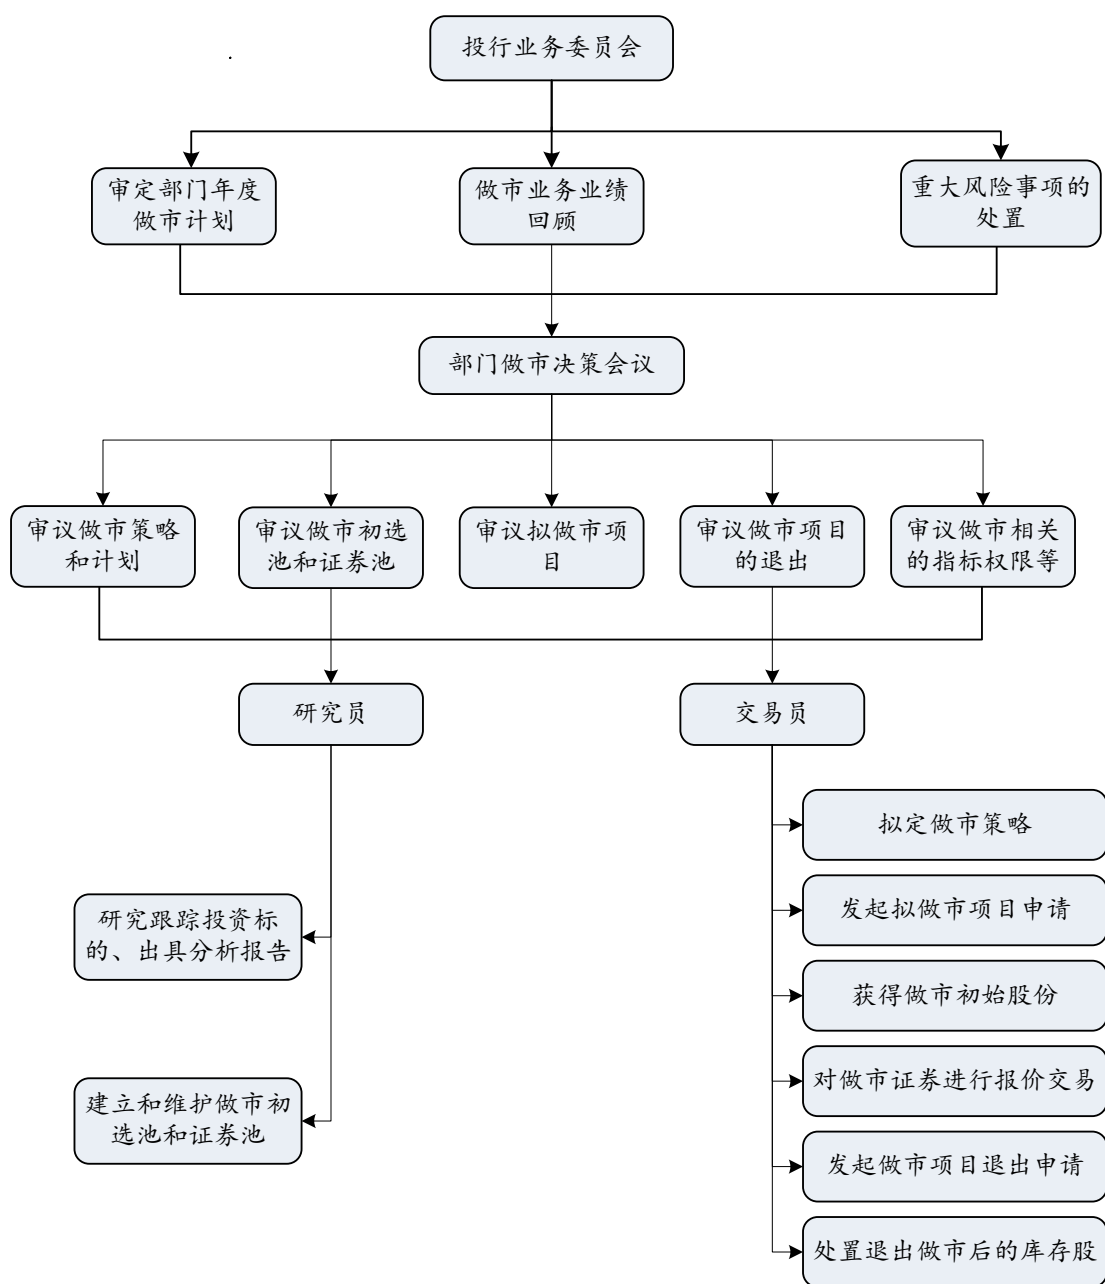 投行业务委员会
审定部门年度
做市计划
做市业务业绩
回顾
重大风险事项的
处置
部门做市决策会议
审议做市策略
和计划
审议做市初选
池和证券池
审议拟做市项
目
审议做市项目
的退出
审议做市相关
的指标权限等
研究员
交易员
研究跟踪投资标
的、出具分析报告
建立和维护做市初
选池和证券池
拟定做市策略
发起拟做市项目申请
获得做市初始股份
对做市证券进行报价交易
发起做市项目退出申请
处置退出做市后的库存股